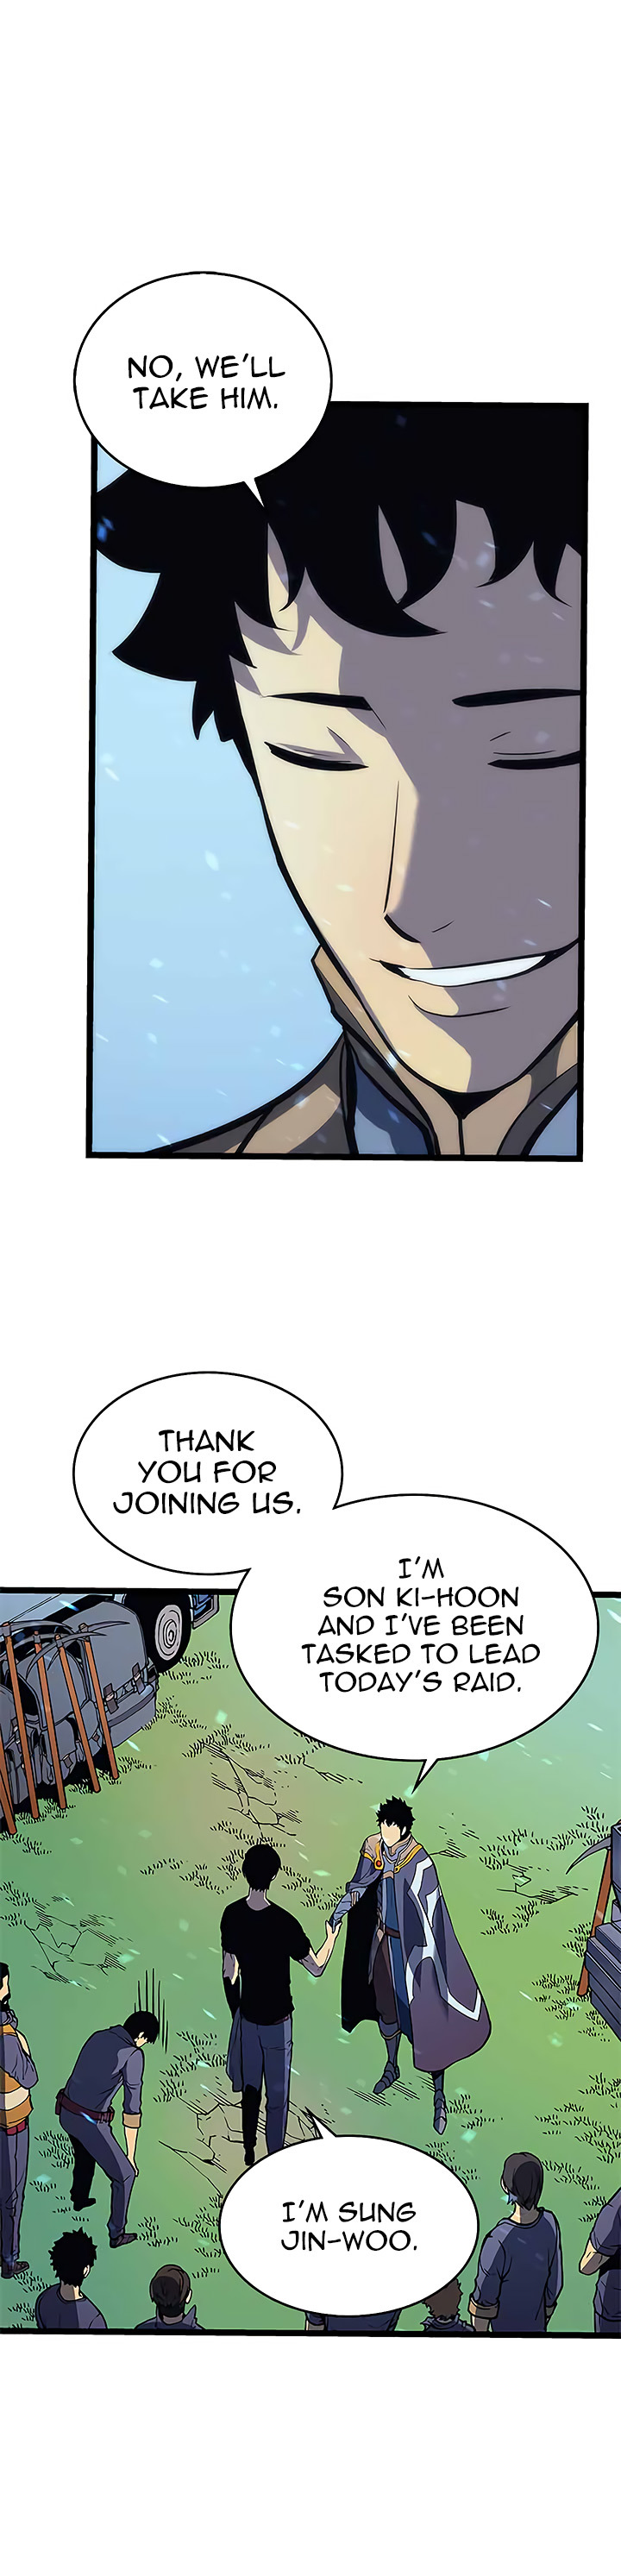 NO, WE'LL
TAKE HIM.
THANK
YOU FOR
JOINING US.
I'M
SON KI-HOON
AND I'VE BEEN
TASKED TO LEAD
TODAY'S RAID.
I'M SUNG
JIN-WOO.